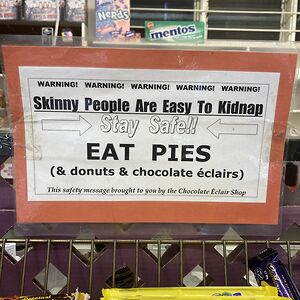 Nerds
mentos
WARNING! WARNING! WARNING! WARNING! WARNING!
Skinny People Are Easy To Kidnap
Stay Safe!!
EAT PIES
(& donuts & chocolate éclairs)
This safety message brought to you by the Chocolate Éclair Shop